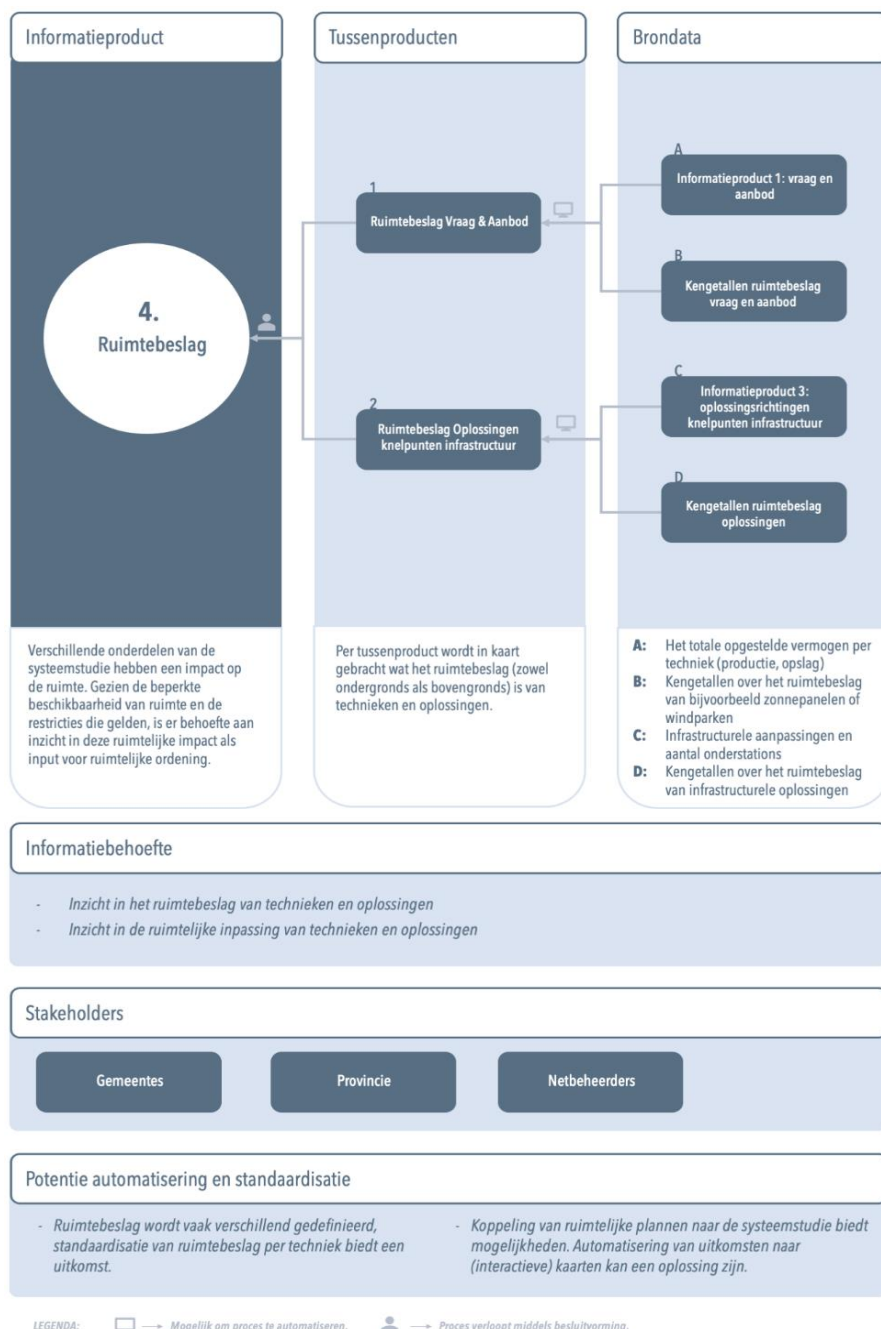 Informatieproduct
Tussenproducten
Brondata
4.
Ruimtebeslag
1
Ruimtebeslag Vraag & Aanbod
2
Ruimtebeslag Oplossingen
knelpunten infrastructuur
A
Informatieproduct 1: vraag en
aanbod
B
Kengetallen ruimtebeslag
vraag en aanbod
C
Informatieproduct 3:
oplossingsrichtingen
knelpunten infrastructuur
D
Kengetallen ruimtebeslag
oplossingen
Verschillende onderdelen van de
systeemstudie hebben een impact op
de ruimte. Gezien de beperkte
beschikbaarheid van ruimte en de
restricties die gelden, is er behoefte aan
inzicht in deze ruimtelijke impact als
input voor ruimtelijke ordening.
Per tussenproduct wordt in kaart
gebracht wat het ruimtebeslag (zowel
ondergronds als bovengronds) is van
technieken en oplossingen.
A: Het totale opgestelde vermogen per
techniek (productie, opslag)
B: Kengetallen over het ruimtebeslag
van bijvoorbeeld zonnepanelen of
windparken
C: Infrastructurele aanpassingen en
aantal onderstations
D: Kengetallen over het ruimtebeslag
van infrastructurele oplossingen
Informatiebehoefte
- Inzicht in het ruimtebeslag van technieken en oplossingen
- Inzicht in de ruimtelijke inpassing van technieken en oplossingen
Stakeholders
Gemeentes
Provincie
Netbeheerders
Potentie automatisering en standaardisatie
- Ruimtebeslag wordt vaak verschillend gedefinieerd,
standaardisatie van ruimtebeslag per techniek biedt een
uitkomst.
- Koppeling van ruimtelijke plannen naar de systeemstudie biedt
mogelijkheden. Automatisering van uitkomsten naar
(interactieve) kaarten kan een oplossing zijn.
LEGENDA: Mogelijk om proces te automatiseren. Proces verloopt middels besluitvorming.